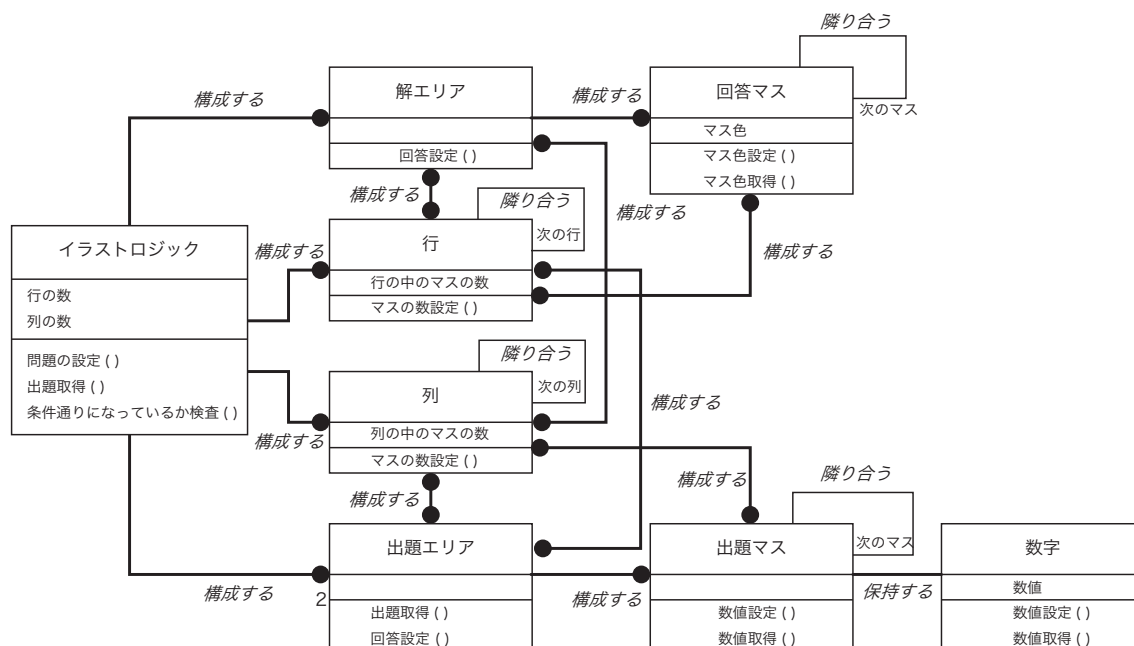 隣り合う
構成する
解エリア
構成する
回答マス
次のマス
マス色
回答設定 ( )
マス色設定 ( )
マス色取得 ( )
構成する
隣り合う
構成する
イラストロジック
構成する
行
次の行
構成する
行の数
列の数
行の中のマスの数
マスの数設定 ( )
問題の設定 ( )
出題取得 ( )
条件通りになっているか検査 ( )
隣り合う
列
次の列
構成する
構成する
列の中のマスの数
マスの数設定 ( )
構成する
構成する
隣り合う
出題エリア
出題マス
次のマス
数字
構成する
2
構成する
保持する
数値
出題取得 ( )
回答設定 ( )
数値設定 ( )
数値取得 ( )
数値設定 ( )
数値取得 ( )